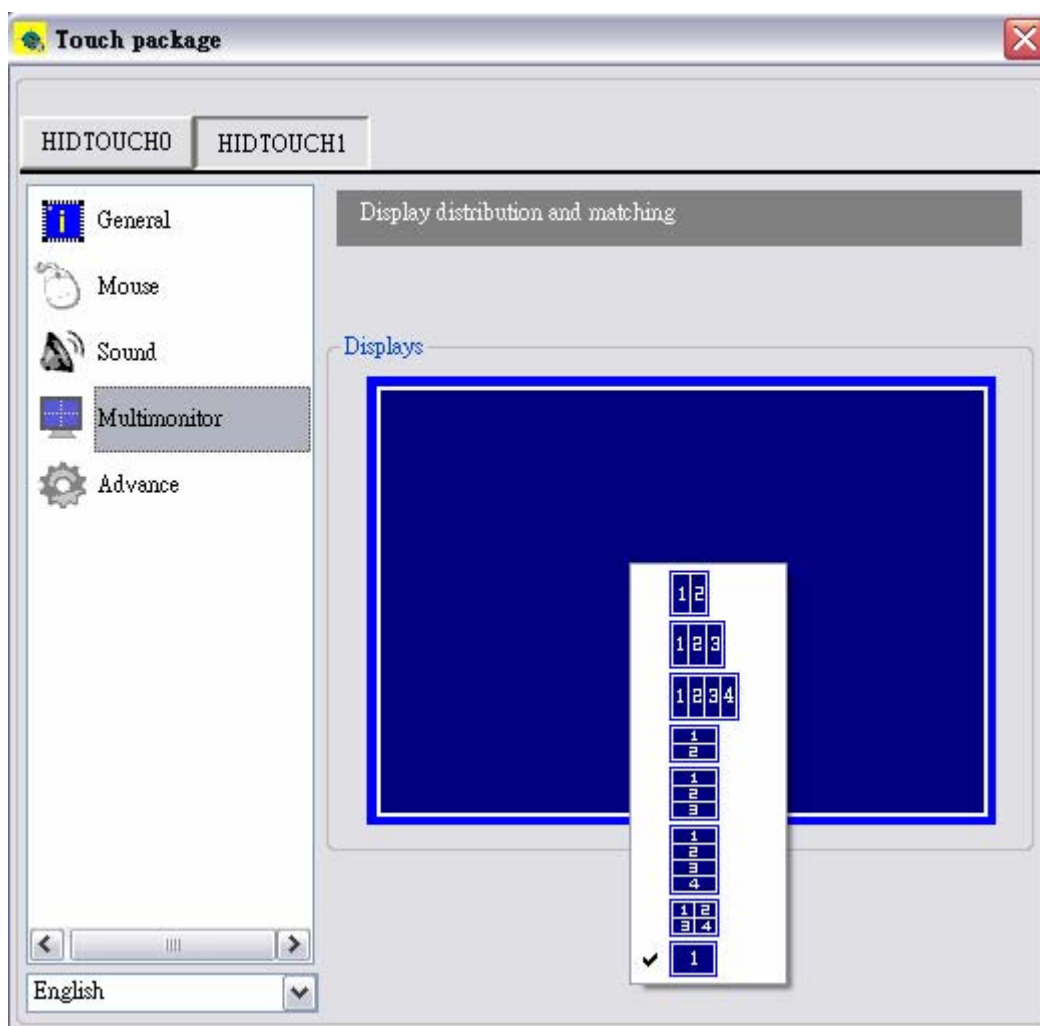 Touch package
HIDTOUCH0 HIDTOUCH1
General
Mouse
Sound
Multimonitor
Advance
English
Display distribution and matching
Displays
1 2
1 2 3
1 2 3 4
1
2
1
2
3
1
2
3
4
1 2
3 4
1